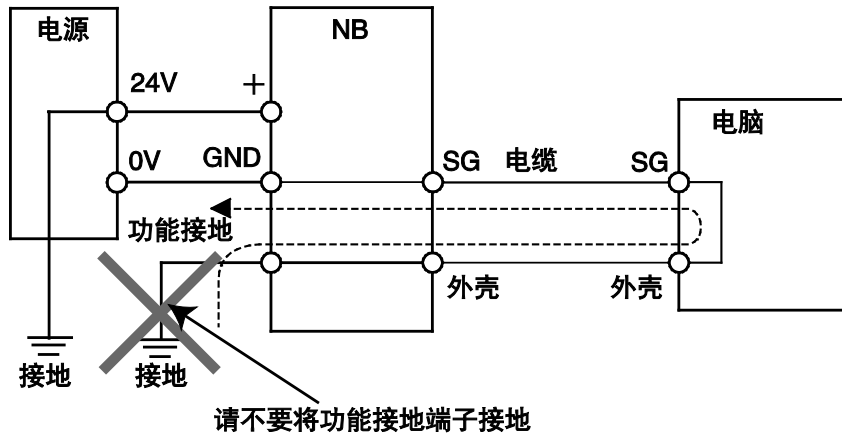 电源
NB
24V
+
电脑
0V
GND
SG
电缆
SG
功能接地
外壳
外壳
接地
接地
请不要将功能接地端子接地